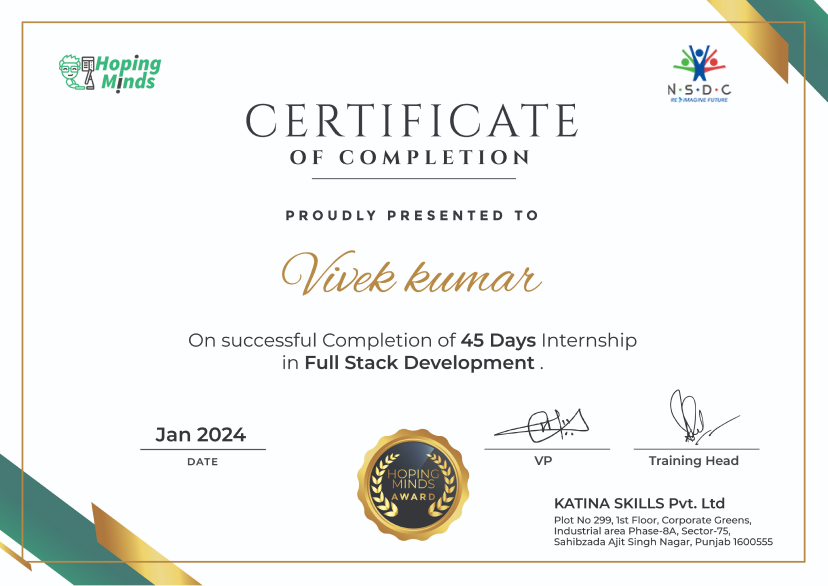 Hoping
Minds
N·S·D·C
RE IMAGINE FUTURE
CERTIFICATE
OF COMPLETION
PROUDLY PRESENTED TO
Vivek kumar
On successful Completion of 45 Days Internship
in Full Stack Development .
Jan 2024
DATE
HOPING
MINDS
AWARD
VP
Training Head
KATINA SKILLS Pvt. Ltd
Plot No 299, 1st Floor, Corporate Greens,
Industrial area Phase-8A, Sector-75,
Sahibzada Ajit Singh Nagar, Punjab 1600555